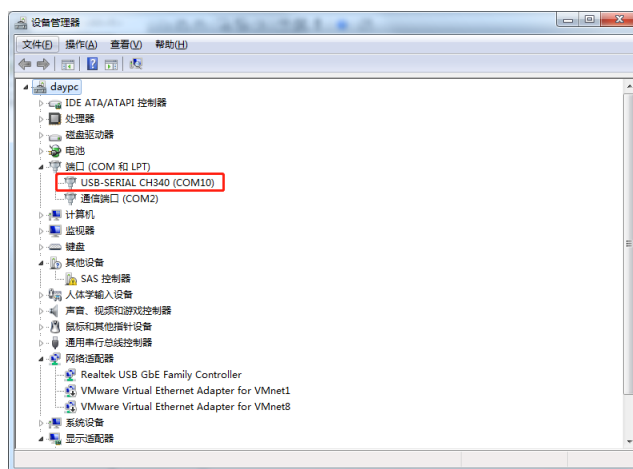 设备管理器
文件(F) 操作(A) 查看(V) 帮助(H)
daypc
IDE ATA/ATAPI 控制器
处理器
磁盘驱动器
电池
端口 (COM 和 LPT)
USB-SERIAL CH340 (COM10)
通信端口 (COM2)
计算机
监视器
键盘
其他设备
SAS 控制器
人体学输入设备
声音、视频和游戏控制器
鼠标和其他指针设备
通用串行总线控制器
网络适配器
Realtek USB GbE Family Controller
VMware Virtual Ethernet Adapter for VMnet1
VMware Virtual Ethernet Adapter for VMnet8
系统设备
显示适配器